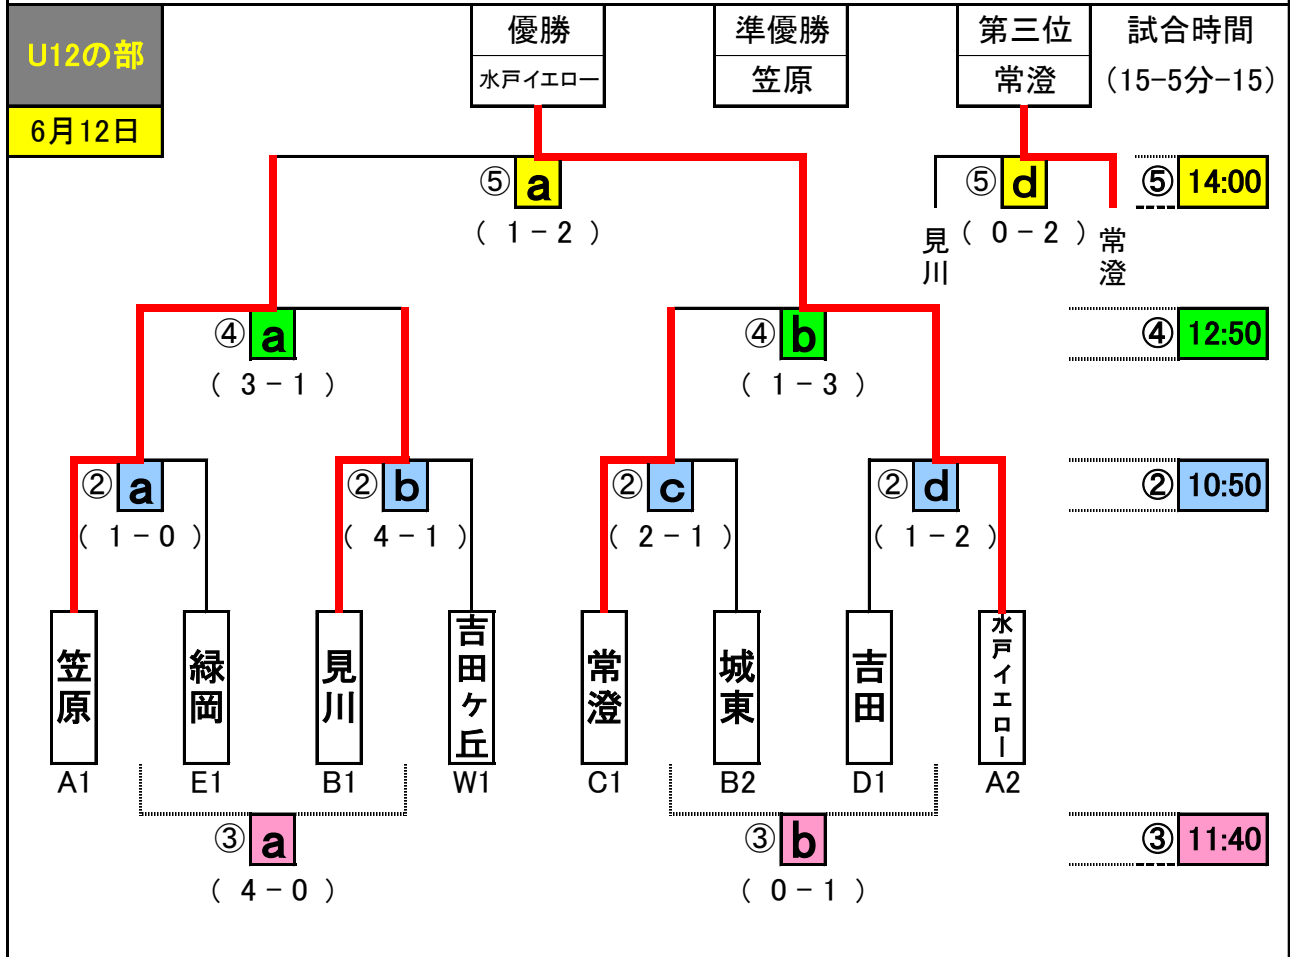 U12の部
6月12日
優勝
水戸イエロー
準優勝
笠原
第三位
常澄
試合時間
(15-5分-15)
⑤ a
( 1 - 2 )
⑤ d
( 0 - 2 )
見川
常澄
⑤ 14:00
④ a
( 3 - 1 )
④ b
( 1 - 3 )
④ 12:50
② a
( 1 - 0 )
② b
( 4 - 1 )
② c
( 2 - 1 )
② d
( 1 - 2 )
② 10:50
笠原
緑岡
見川
吉田ヶ丘
常澄
城東
吉田
水戸イエロー
A1
E1
B1
W1
C1
B2
D1
A2
③ a
( 4 - 0 )
③ b
( 0 - 1 )
③ 11:40